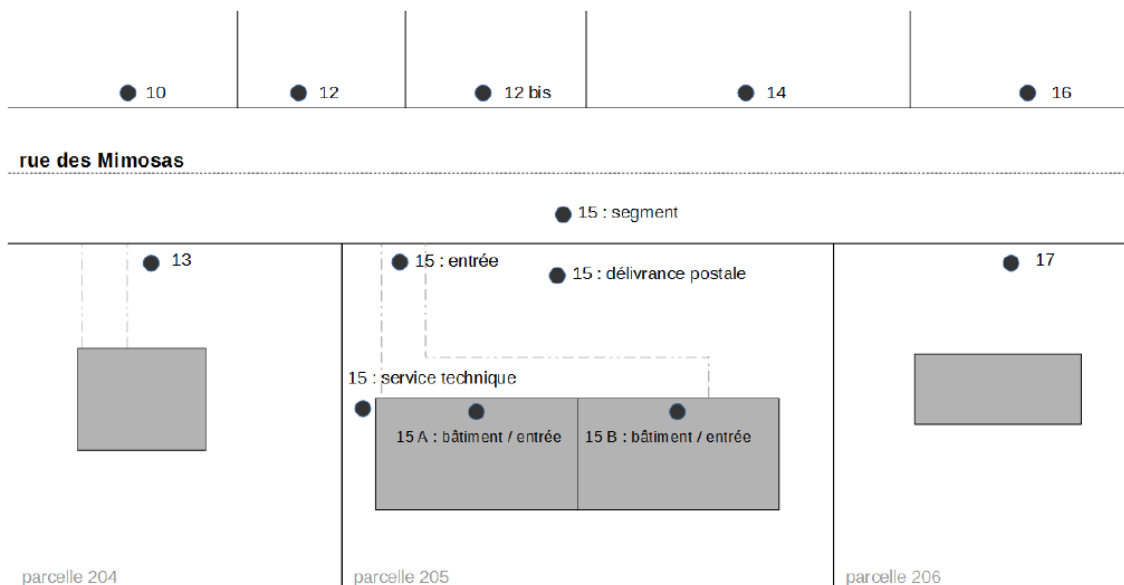 10
12
12 bis
14
16
rue des Mimosas
15 : segment
13
15 : entrée
15 : délivrance postale
17
15 : service technique
15 A : bâtiment / entrée
15 B : bâtiment / entrée
parcelle 204
parcelle 205
parcelle 206